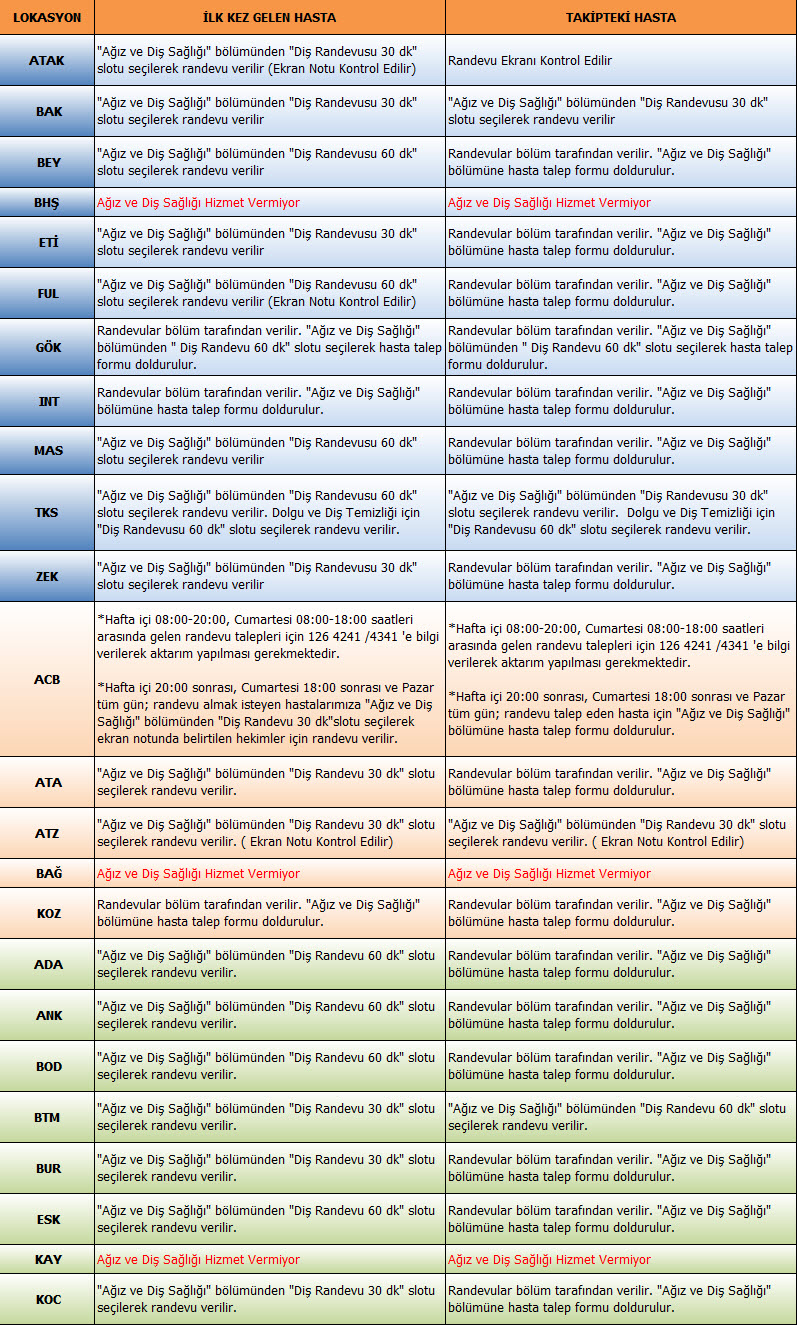 LOKASYON İLK KEZ GELEN HASTA TAKİPTEKİ HASTA
ATAK
"Ağız ve Diş Sağlığı" bölümünden "Diş Randevusu 30 dk"
slotu seçilerek randevu verilir (Ekran Notu Kontrol Edilir)
Randevu Ekranı Kontrol Edilir
BAK
"Ağız ve Diş Sağlığı" bölümünden "Diş Randevusu 30 dk"
slotu seçilerek randevu verilir
"Ağız ve Diş Sağlığı" bölümünden "Diş Randevusu 30 dk"
slotu seçilerek randevu verilir
BEY
"Ağız ve Diş Sağlığı" bölümünden "Diş Randevusu 60 dk"
slotu seçilerek randevu verilir
Randevular bölüm tarafından verilir. "Ağız ve Diş Sağlığı"
bölümüne hasta talep formu doldurulur.
BHŞ
Ağız ve Diş Sağlığı Hizmet Vermiyor
Ağız ve Diş Sağlığı Hizmet Vermiyor
ETİ
"Ağız ve Diş Sağlığı" bölümünden "Diş Randevusu 30 dk"
slotu seçilerek randevu verilir
Randevular bölüm tarafından verilir. "Ağız ve Diş Sağlığı"
bölümüne hasta talep formu doldurulur.
FUL
"Ağız ve Diş Sağlığı" bölümünden "Diş Randevusu 60 dk"
slotu seçilerek randevu verilir (Ekran Notu Kontrol Edilir)
Randevular bölüm tarafından verilir. "Ağız ve Diş Sağlığı"
bölümüne hasta talep formu doldurulur.
GÖK
Randevular bölüm tarafından verilir. "Ağız ve Diş Sağlığı"
bölümünden " Diş Randevu 60 dk" slotu seçilerek hasta talep
formu doldurulur.
Randevular bölüm tarafından verilir. "Ağız ve Diş Sağlığı"
bölümünden " Diş Randevu 60 dk" slotu seçilerek hasta talep
formu doldurulur.
INT
Randevular bölüm tarafından verilir. "Ağız ve Diş Sağlığı"
bölümüne hasta talep formu doldurulur.
Randevular bölüm tarafından verilir. "Ağız ve Diş Sağlığı"
bölümüne hasta talep formu doldurulur.
MAS
"Ağız ve Diş Sağlığı" bölümünden "Diş Randevusu 60 dk"
slotu seçilerek randevu verilir
Randevular bölüm tarafından verilir. "Ağız ve Diş Sağlığı"
bölümüne hasta talep formu doldurulur.
TKS
"Ağız ve Diş Sağlığı" bölümünden "Diş Randevusu 60 dk"
slotu seçilerek randevu verilir. Dolgu ve Diş Temizliği için
"Diş Randevusu 60 dk" slotu seçilerek randevu verilir.
"Ağız ve Diş Sağlığı" bölümünden "Diş Randevusu 30 dk"
slotu seçilerek randevu verilir.  Dolgu ve Diş Temizliği için
"Diş Randevusu 60 dk" slotu seçilerek randevu verilir.
ZEK
"Ağız ve Diş Sağlığı" bölümünden "Diş Randevusu 30 dk"
slotu seçilerek randevu verilir
Randevular bölüm tarafından verilir. "Ağız ve Diş Sağlığı"
bölümüne hasta talep formu doldurulur.
ACB
*Hafta içi 08:00-20:00, Cumartesi 08:00-18:00 saatleri
arasında gelen randevu talepleri için 126 4241 /4341 'e bilgi
verilerek aktarım yapılması gerekmektedir.
*Hafta içi 20:00 sonrası, Cumartesi 18:00 sonrası ve Pazar
tüm gün; randevu almak isteyen hastalarımıza "Ağız ve Diş
Sağlığı" bölümünden "Diş Randevu 30 dk"slotu seçilerek
ekran notunda belirtilen hekimler için randevu verilir.
*Hafta içi 08:00-20:00, Cumartesi 08:00-18:00 saatleri
arasında gelen randevu talepleri için 126 4241 /4341 'e bilgi
verilerek aktarım yapılması gerekmektedir.
*Hafta içi 20:00 sonrası, Cumartesi 18:00 sonrası ve Pazar
tüm gün; randevu talep eden hasta için "Ağız ve Diş Sağlığı"
bölümüne hasta talep formu doldurulur.
ATA
"Ağız ve Diş Sağlığı" bölümünden "Diş Randevu 30 dk" slotu
seçilerek randevu verilir.
Randevular bölüm tarafından verilir. "Ağız ve Diş Sağlığı"
bölümüne hasta talep formu doldurulur.
ATZ
"Ağız ve Diş Sağlığı" bölümünden "Diş Randevu 30 dk" slotu
seçilerek randevu verilir. ( Ekran Notu Kontrol Edilir)
"Ağız ve Diş Sağlığı" bölümünden "Diş Randevu 30 dk" slotu
seçilerek randevu verilir. ( Ekran Notu Kontrol Edilir)
BAĞ
Ağız ve Diş Sağlığı Hizmet Vermiyor
Ağız ve Diş Sağlığı Hizmet Vermiyor
KOZ
Randevular bölüm tarafından verilir. "Ağız ve Diş Sağlığı"
bölümüne hasta talep formu doldurulur.
Randevular bölüm tarafından verilir. "Ağız ve Diş Sağlığı"
bölümüne hasta talep formu doldurulur.
ADA
"Ağız ve Diş Sağlığı" bölümünden "Diş Randevu 60 dk" slotu
seçilerek randevu verilir.
Randevular bölüm tarafından verilir. "Ağız ve Diş Sağlığı"
bölümüne hasta talep formu doldurulur.
ANK
"Ağız ve Diş Sağlığı" bölümünden "Diş Randevu 60 dk" slotu
seçilerek randevu verilir.
Randevular bölüm tarafından verilir. "Ağız ve Diş Sağlığı"
bölümüne hasta talep formu doldurulur.
BOD
"Ağız ve Diş Sağlığı" bölümünden "Diş Randevu 60 dk" slotu
seçilerek randevu verilir.
Randevular bölüm tarafından verilir. "Ağız ve Diş Sağlığı"
bölümüne hasta talep formu doldurulur.
BTM
"Ağız ve Diş Sağlığı" bölümünden "Diş Randevu 30 dk" slotu
seçilerek randevu verilir.
"Ağız ve Diş Sağlığı" bölümünden "Diş Randevu 60 dk" slotu
seçilerek randevu verilir.
BUR
"Ağız ve Diş Sağlığı" bölümünden "Diş Randevu 30 dk" slotu
seçilerek randevu verilir.
Randevular bölüm tarafından verilir. "Ağız ve Diş Sağlığı"
bölümüne hasta talep formu doldurulur.
ESK
"Ağız ve Diş Sağlığı" bölümünden "Diş Randevu 60 dk" slotu
seçilerek randevu verilir.
Randevular bölüm tarafından verilir. "Ağız ve Diş Sağlığı"
bölümüne hasta talep formu doldurulur.
KAY
Ağız ve Diş Sağlığı Hizmet Vermiyor
Ağız ve Diş Sağlığı Hizmet Vermiyor
KOC
"Ağız ve Diş Sağlığı" bölümünden "Diş Randevu 30 dk" slotu
seçilerek randevu verilir.
Randevular bölüm tarafından verilir. "Ağız ve Diş Sağlığı"
bölümüne hasta talep formu doldurulur.